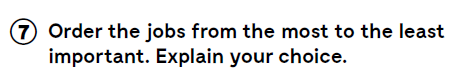 7 Order the jobs from the most to the least
important. Explain your choice.